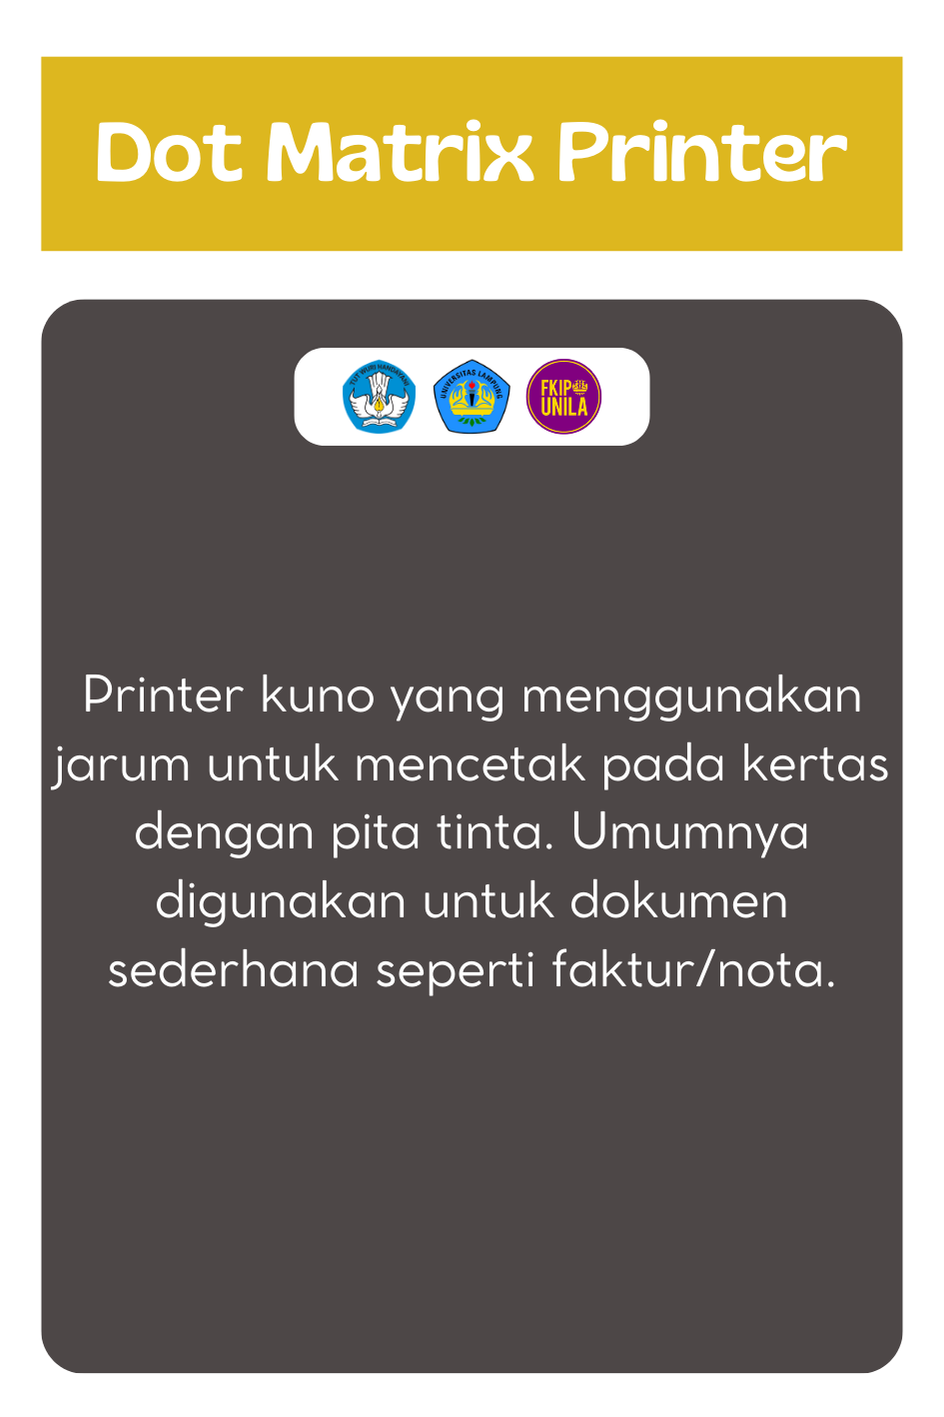 Dot Matrix Printer
TUT WURI HANDAYANI
UNIVERSITAS LAMPUNG
FKIP
UNILA
Printer kuno yang menggunakan
jarum untuk mencetak pada kertas
dengan pita tinta. Umumnya
digunakan untuk dokumen
sederhana seperti faktur/nota.